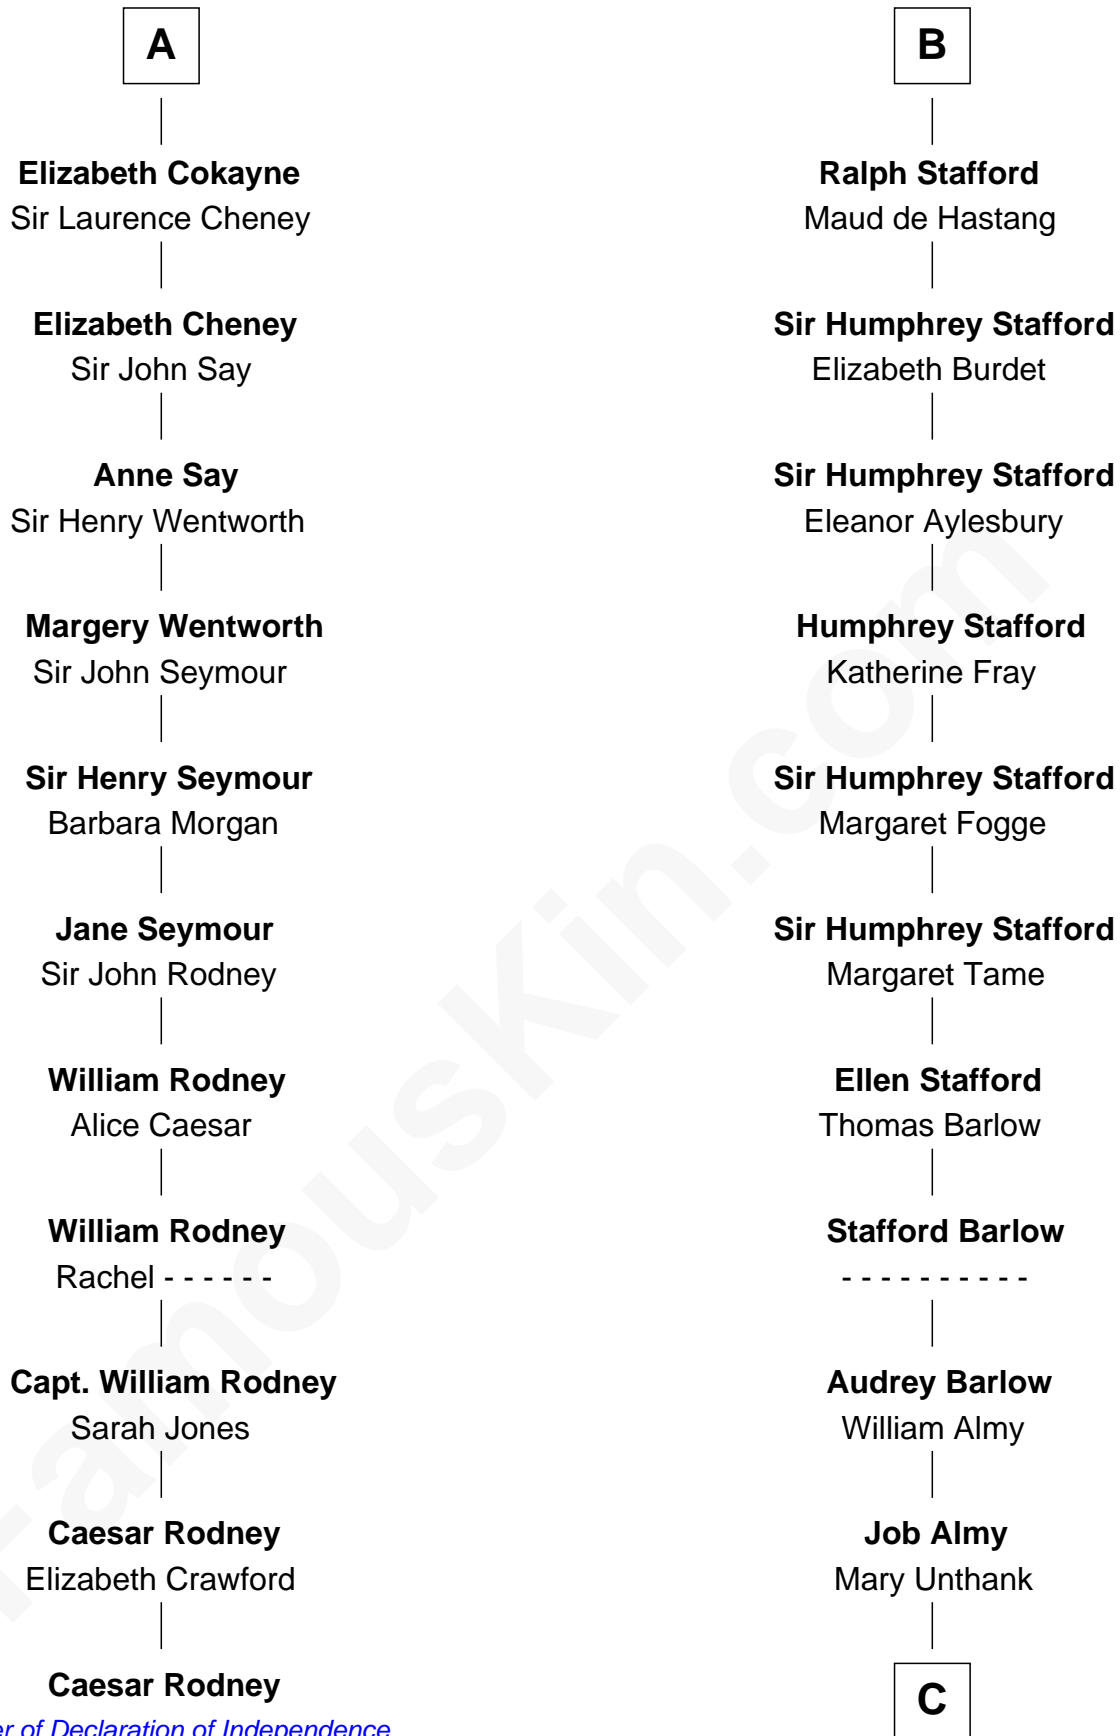 A
Elizabeth Cokayne
Sir Laurence Cheney
Elizabeth Cheney
Sir John Say
Anne Say
Sir Henry Wentworth
Margery Wentworth
Sir John Seymour
Sir Henry Seymour
Barbara Morgan
Jane Seymour
Sir John Rodney
William Rodney
Alice Caesar
William Rodney
Rachel - - - - - -
Capt. William Rodney
Sarah Jones
Caesar Rodney
Elizabeth Crawford
Caesar Rodney
of Declaration of Independence
B
Ralph Stafford
Maud de Hastang
Sir Humphrey Stafford
Elizabeth Burdet
Sir Humphrey Stafford
Eleanor Aylesbury
Humphrey Stafford
Katherine Fray
Sir Humphrey Stafford
Margaret Fogge
Sir Humphrey Stafford
Margaret Tame
Ellen Stafford
Thomas Barlow
Stafford Barlow
- - - - - - - - - -
Audrey Barlow
William Almy
Job Almy
Mary Unthank
C
FamousKin.com